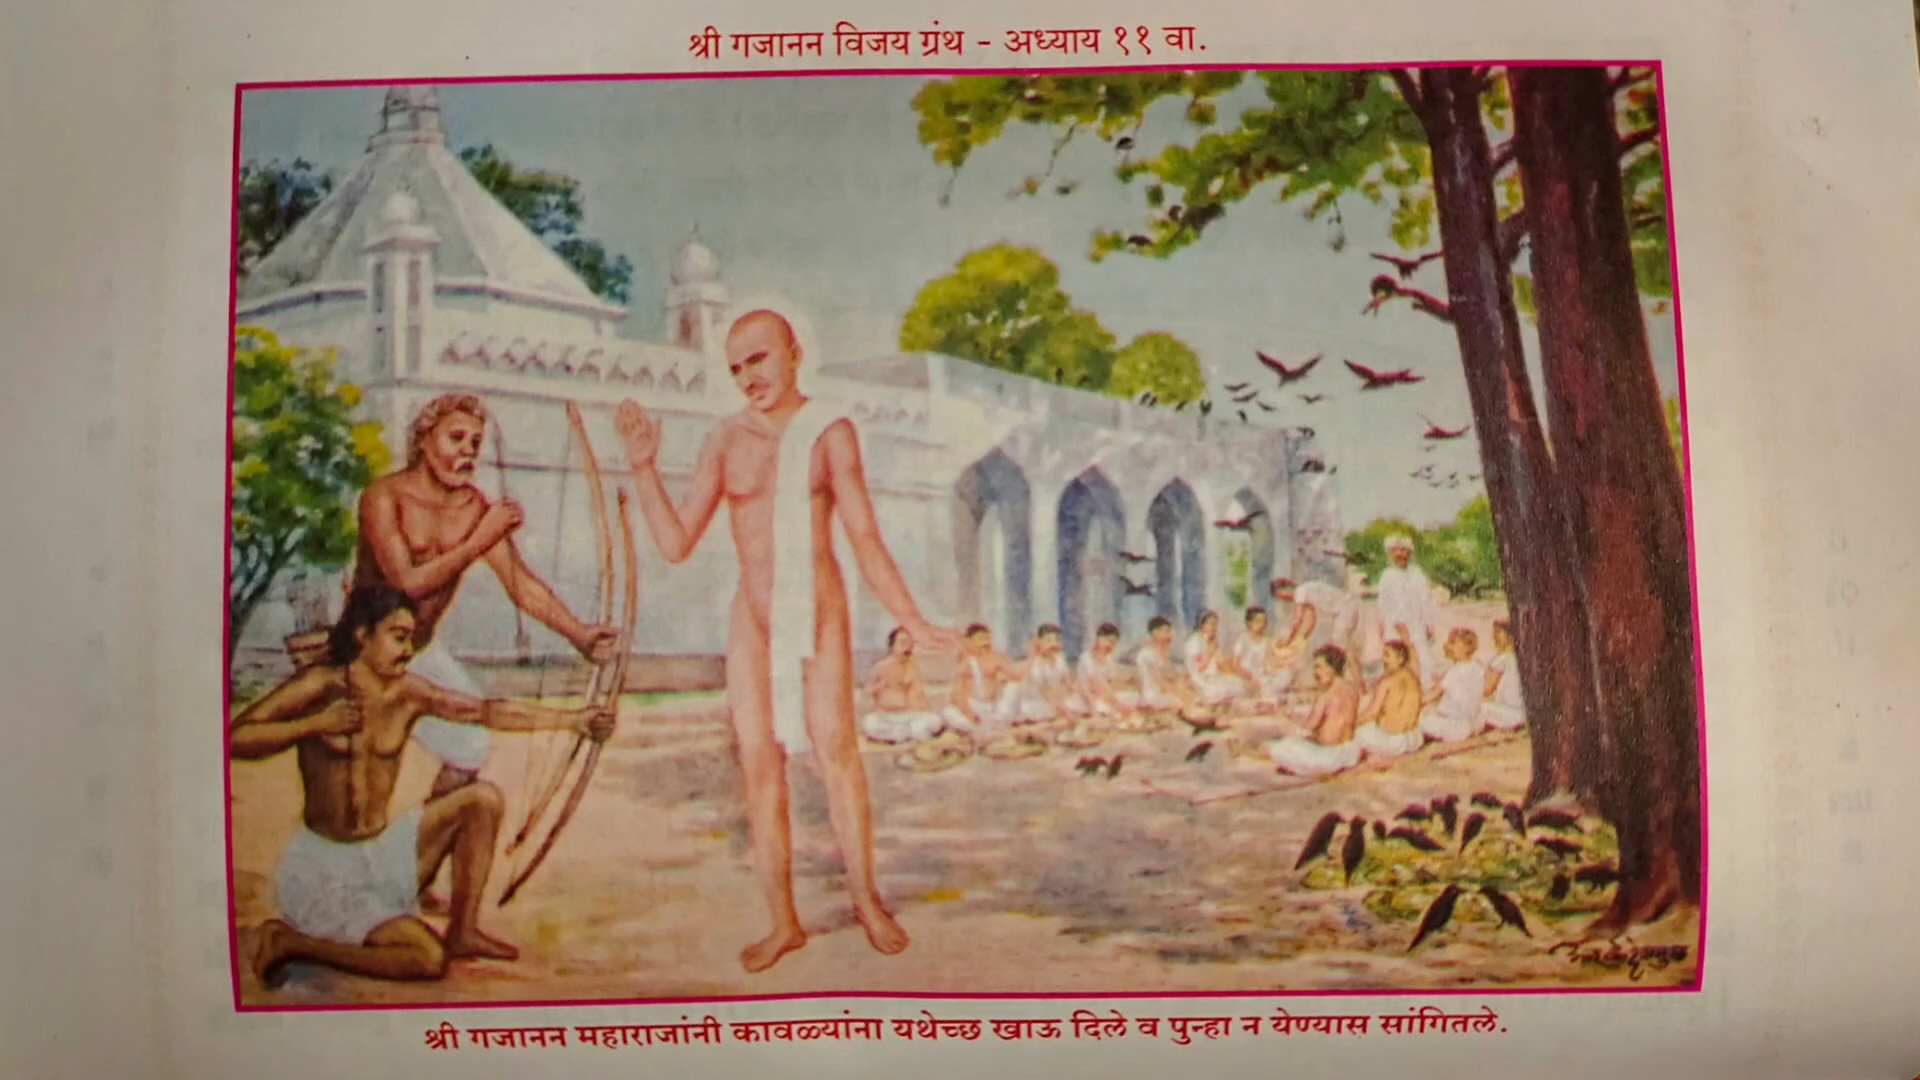 श्री गजानन विजय ग्रंथ - अध्याय ११ वा.
श्री गजानन महाराजांनी कावळ्यांना यथेच्छ खाऊ दिले व पुन्हा न येण्यास सांगितले.